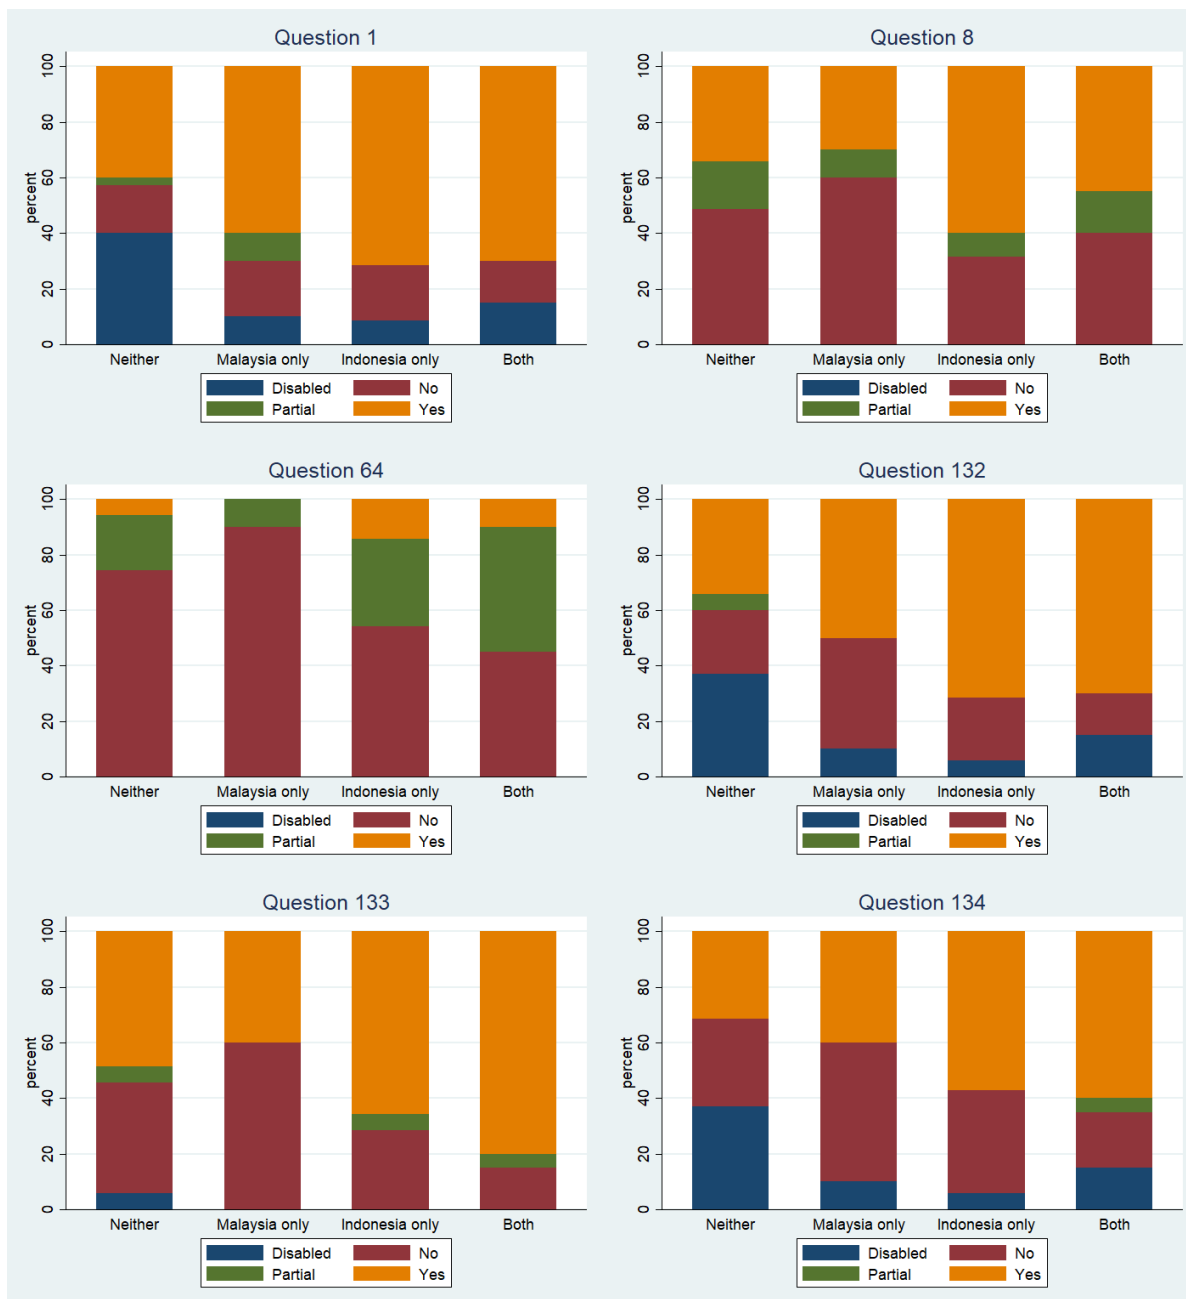 Question 1
percent
100
80
60
40
20
0
Neither Malaysia only Indonesia only Both
Disabled No
Partial Yes
Question 8
percent
100
80
60
40
20
0
Neither Malaysia only Indonesia only Both
Disabled No
Partial Yes
Question 64
percent
100
80
60
40
20
0
Neither Malaysia only Indonesia only Both
Disabled No
Partial Yes
Question 132
percent
100
80
60
40
20
0
Neither Malaysia only Indonesia only Both
Disabled No
Partial Yes
Question 133
percent
100
80
60
40
20
0
Neither Malaysia only Indonesia only Both
Disabled No
Partial Yes
Question 134
percent
100
80
60
40
20
0
Neither Malaysia only Indonesia only Both
Disabled No
Partial Yes